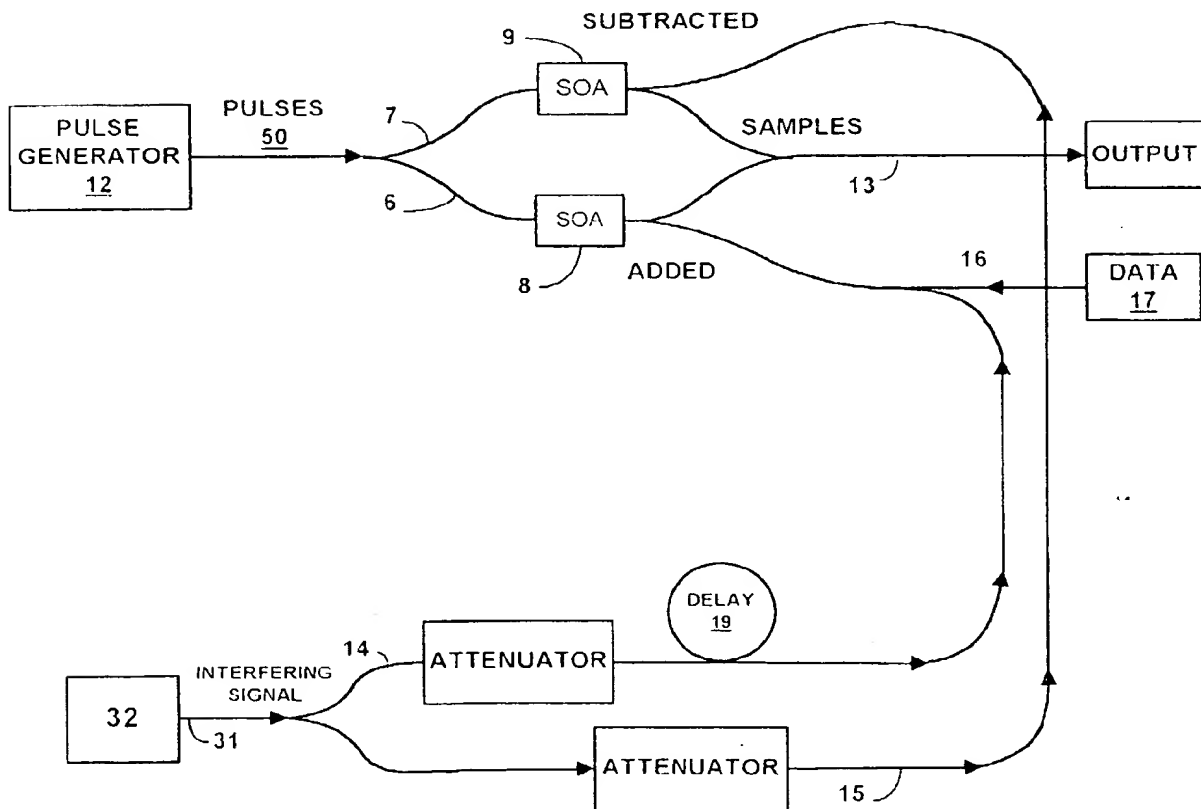 SUBTRACTED
9
SOA
PULSES
50
7
PULSE
GENERATOR
12
SAMPLES
OUTPUT
13
6
SOA
8
ADDED
16
DATA
17
DELAY
19
14
ATTENUATOR
INTERFERING
SIGNAL
32
31
ATTENUATOR
15